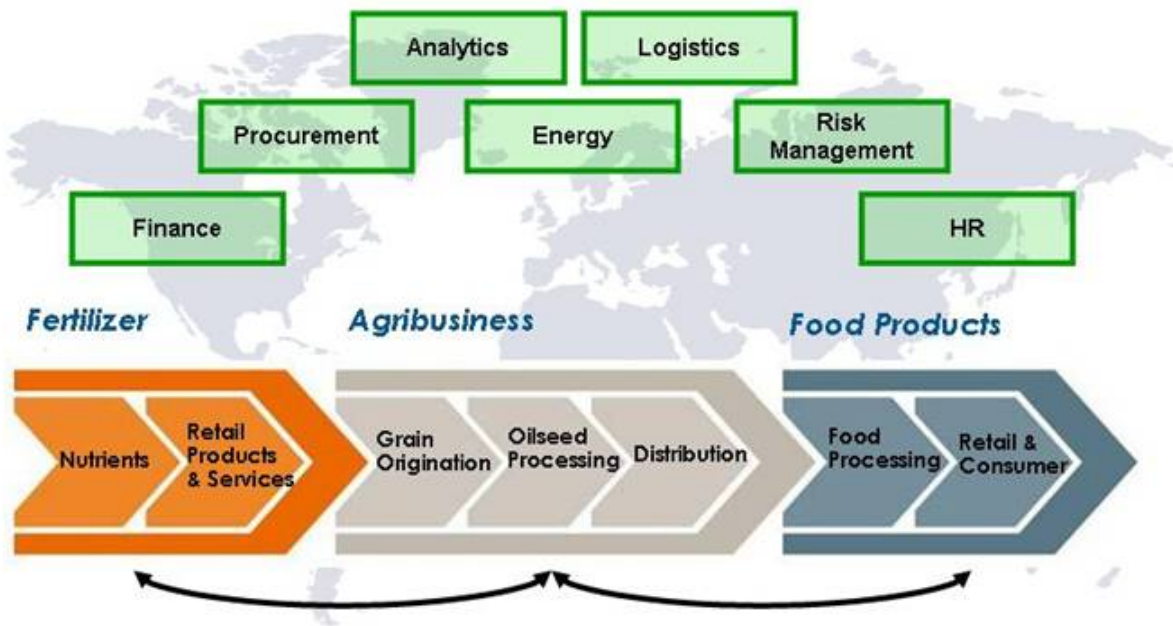 Analytics
Logistics
Procurement
Energy
Risk
Management
Finance
HR
Fertilizer
Agribusiness
Food Products
Nutrients
Retail
Products
& Services
Grain
Origination
Oilseed
Processing
Distribution
Food
Processing
Retail &
Consumer